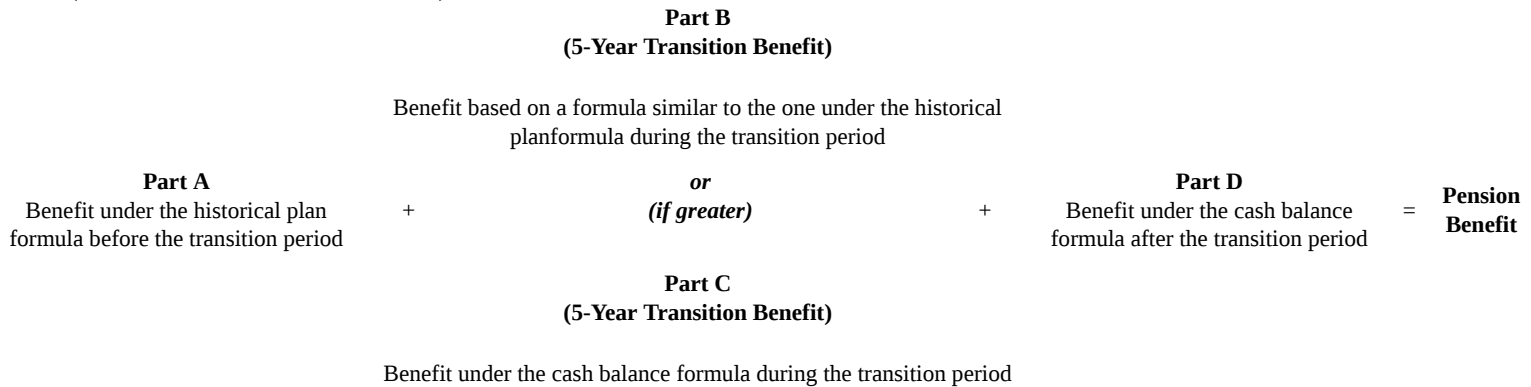 Part B
(5-Year Transition Benefit)
Benefit based on a formula similar to the one under the historical
planformula during the transition period
Part A
Benefit under the historical plan
formula before the transition period
+
or
(if greater)
+
Part D
Benefit under the cash balance
formula after the transition period
=
Pension
Benefit
Part C
(5-Year Transition Benefit)
Benefit under the cash balance formula during the transition period